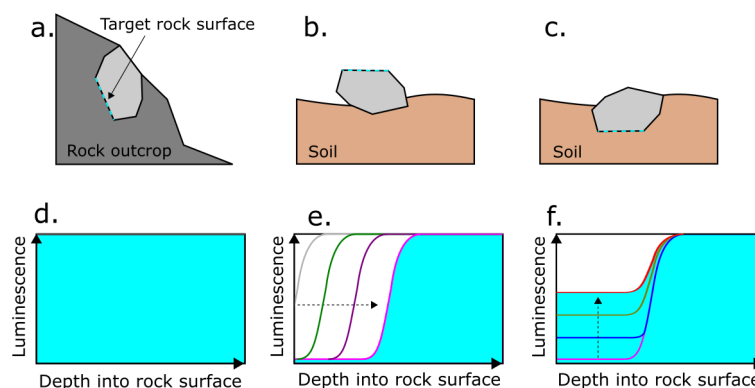 a.
Target rock surface
b.
c.
Rock outcrop
Soil
Soil
d.
e.
f.
Luminescence
Luminescence
Luminescence
Depth into rock surface
Depth into rock surface
Depth into rock surface